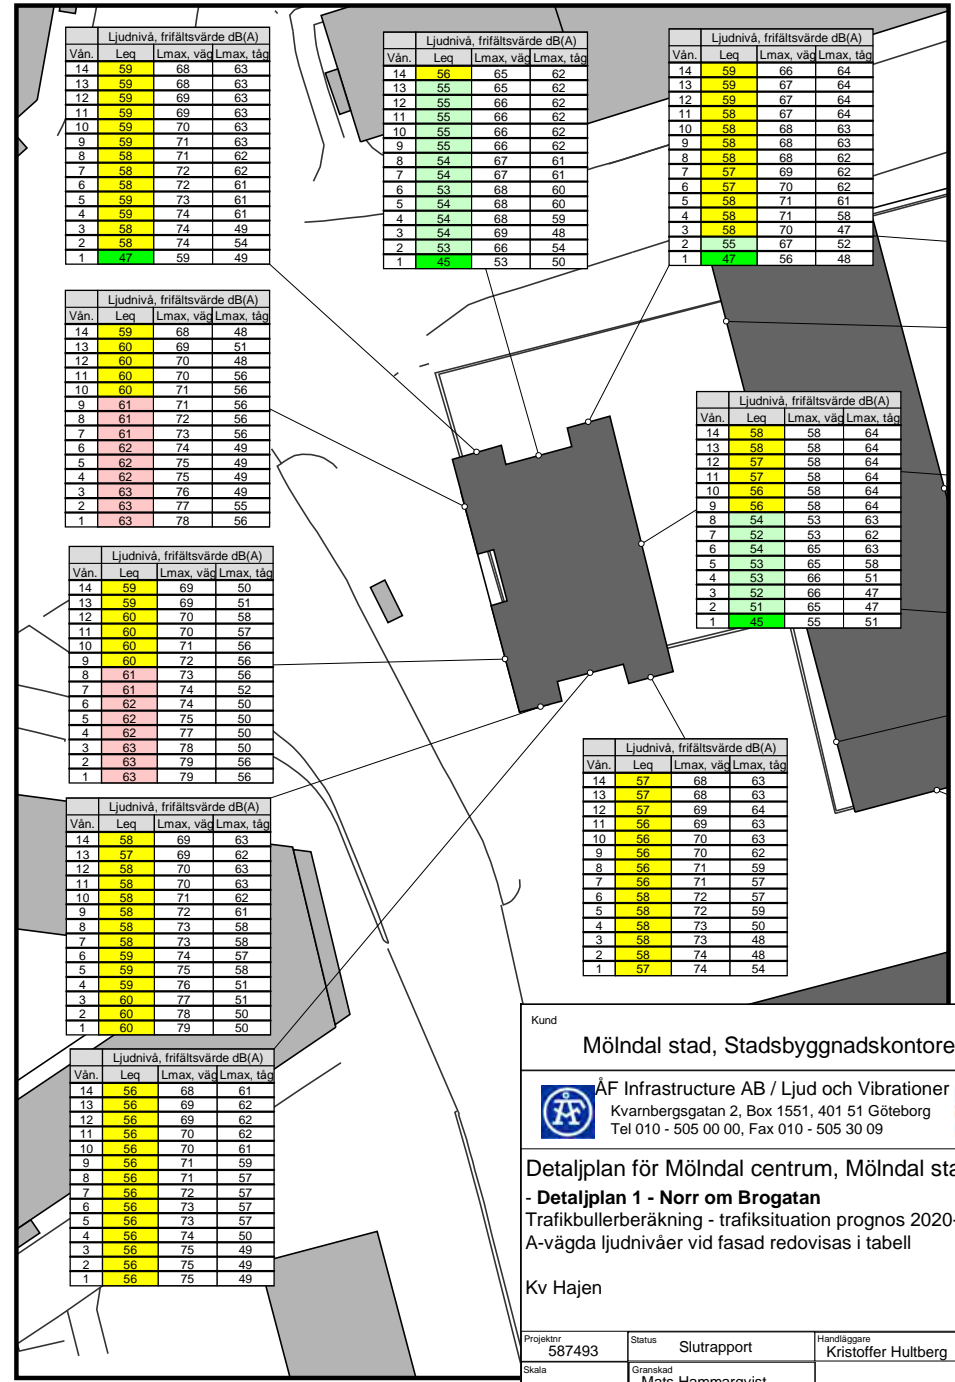 Ljudnivå, frifältsvärde dB(A)
Vån. Leq Lmax, väg Lmax, tåg
14 59 68 63
13 59 68 63
12 59 69 63
11 59 69 63
10 59 70 63
9 59 71 63
8 58 71 62
7 58 72 62
6 58 72 61
5 59 73 61
4 59 74 61
3 58 74 49
2 58 74 54
1 47 59 49
Ljudnivå, frifältsvärde dB(A)
Vån. Leq Lmax, väg Lmax, tåg
14 56 65 62
13 55 65 62
12 55 66 62
11 55 66 62
10 55 66 62
9 55 66 62
8 54 67 61
7 54 67 61
6 53 68 60
5 54 68 60
4 54 68 59
3 54 69 48
2 53 66 54
1 45 53 50
Ljudnivå, frifältsvärde dB(A)
Vån. Leq Lmax, väg Lmax, tåg
14 59 66 64
13 59 67 64
12 59 67 64
11 58 67 64
10 58 68 63
9 58 68 63
8 58 68 62
7 57 69 62
6 57 70 62
5 58 71 61
4 58 71 58
3 58 70 47
2 55 67 52
1 47 56 48
Ljudnivå, frifältsvärde dB(A)
Vån. Leq Lmax, väg Lmax, tåg
14 59 68 48
13 60 69 51
12 60 70 48
11 60 70 56
10 60 71 56
9 61 71 56
8 61 72 56
7 61 73 56
6 62 74 49
5 62 75 49
4 62 75 49
3 63 76 49
2 63 77 55
1 63 78 56
Ljudnivå, frifältsvärde dB(A)
Vån. Leq Lmax, väg Lmax, tåg
14 58 58 64
13 58 58 64
12 57 58 64
11 57 58 64
10 56 58 64
9 56 58 64
8 54 53 63
7 52 53 62
6 54 65 63
5 53 65 58
4 53 66 51
3 52 66 47
2 51 65 47
1 45 55 51
Ljudnivå, frifältsvärde dB(A)
Vån. Leq Lmax, väg Lmax, tåg
14 59 69 50
13 59 69 51
12 60 70 58
11 60 70 57
10 60 71 56
9 60 72 56
8 61 73 56
7 61 74 52
6 62 74 50
5 62 75 50
4 62 77 50
3 63 78 50
2 63 79 56
1 63 79 56
Ljudnivå, frifältsvärde dB(A)
Vån. Leq Lmax, väg Lmax, tåg
14 57 68 63
13 57 68 63
12 57 69 64
11 56 69 63
10 56 70 63
9 56 70 62
8 56 71 59
7 56 71 57
6 58 72 57
5 58 72 59
4 58 73 50
3 58 73 48
2 58 74 48
1 57 74 54
Ljudnivå, frifältsvärde dB(A)
Vån. Leq Lmax, väg Lmax, tåg
14 58 69 63
13 57 69 62
12 58 70 63
11 58 70 63
10 58 71 62
9 58 72 61
8 58 73 58
7 58 73 58
6 59 74 57
5 59 75 58
4 59 76 51
3 60 77 51
2 60 78 50
1 60 79 50
Ljudnivå, frifältsvärde dB(A)
Vån. Leq Lmax, väg Lmax, tåg
14 56 68 61
13 56 69 62
12 56 69 62
11 56 70 62
10 56 70 61
9 56 71 59
8 56 71 57
7 56 72 57
6 56 73 57
5 56 73 57
4 56 74 50
3 56 75 49
2 56 75 49
1 56 75 49
Kund
Mölndal stad, Stadsbyggnadskontore
ÅF
ÅF Infrastructure AB / Ljud och Vibrationer
Kvarnbergsgatan 2, Box 1551, 401 51 Göteborg
Tel 010 - 505 00 00, Fax 010 - 505 30 09
Detaljplan för Mölndal centrum, Mölndal sta
- Detaljplan 1 - Norr om Brogatan
Trafikbullerberäkning - trafiksituation prognos 2020-
A-vägda ljudnivåer vid fasad redovisas i tabell
Kv Hajen
Projektnr Status Handläggare
587493 Slutrapport Kristoffer Hultberg
Skala Granskad
Mats Hammarqvist